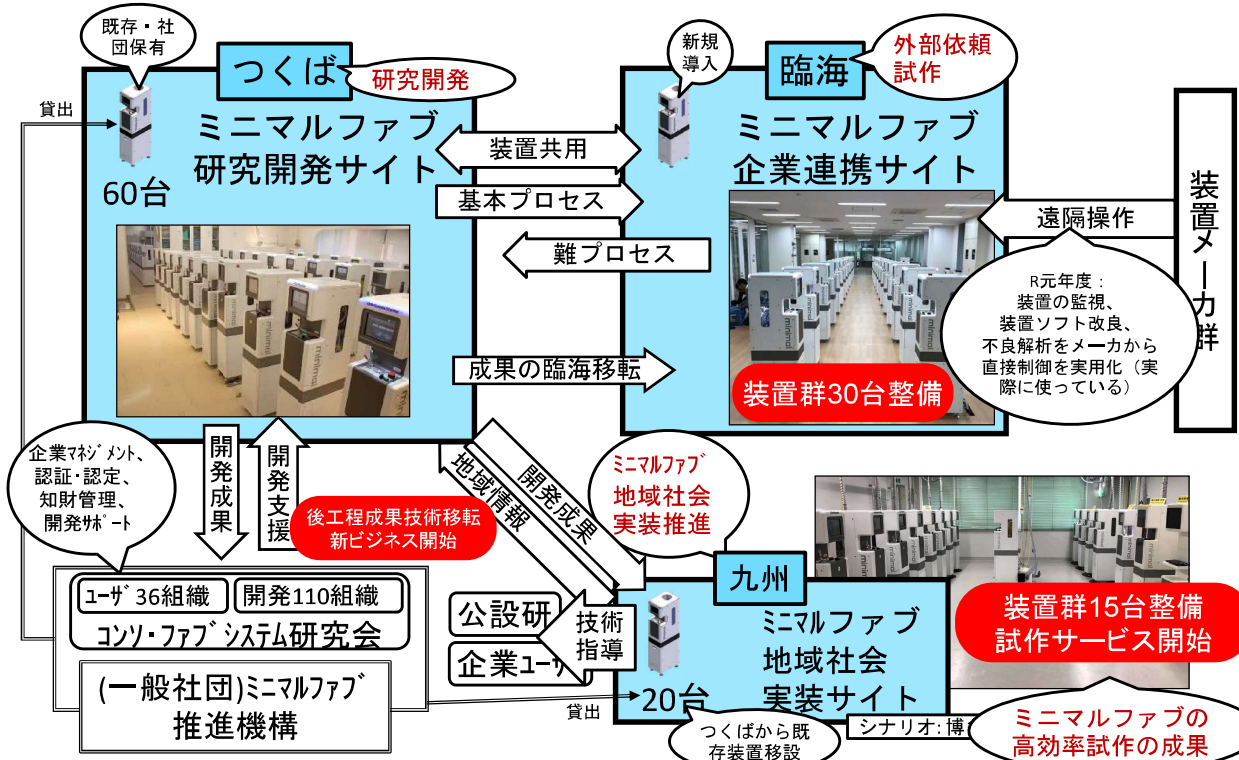 既存・社
団保有
つくば
研究開発
貸出
ミニマルファブ
研究開発サイト
60台
新規
導入
臨海
外部依頼
試作
ミニマルファブ
企業連携サイト
装置共用
基本プロセス
難プロセス
成果の臨海移転
minimal
minimal
装置群30台整備
遠隔操作
装置メーカ群
R元年度：
装置の監視、
装置ソフト改良、
不良解析をメーカから
直接制御を実用化（実
際に使っている）
企業ﾏﾈｼﾞﾒﾝﾄ、
認証・認定、
知財管理、
開発ｻﾎﾟｰﾄ
開発成果
開発支援
後工程成果技術移転
新ビジネス開始
地域情報
開発成果
ﾐﾆﾏﾙﾌｧﾌﾞ
地域社会
実装推進
ﾕｰｻﾞ36組織
開発110組織
ｺﾝｿ・ﾌｧﾌﾞｼｽﾃﾑ研究会
(一般社団)ﾐﾆﾏﾙﾌｧﾌﾞ
推進機構
公設研
企業ﾕｰｻﾞ
技術
指導
九州
ﾐﾆﾏﾙﾌｧﾌﾞ
地域社会
実装サイト
20台
貸出
つくばから既
存装置移設
minimal
装置群15台整備
試作サービス開始
シナリオ:博
ミニマルファブの
高効率試作の成果